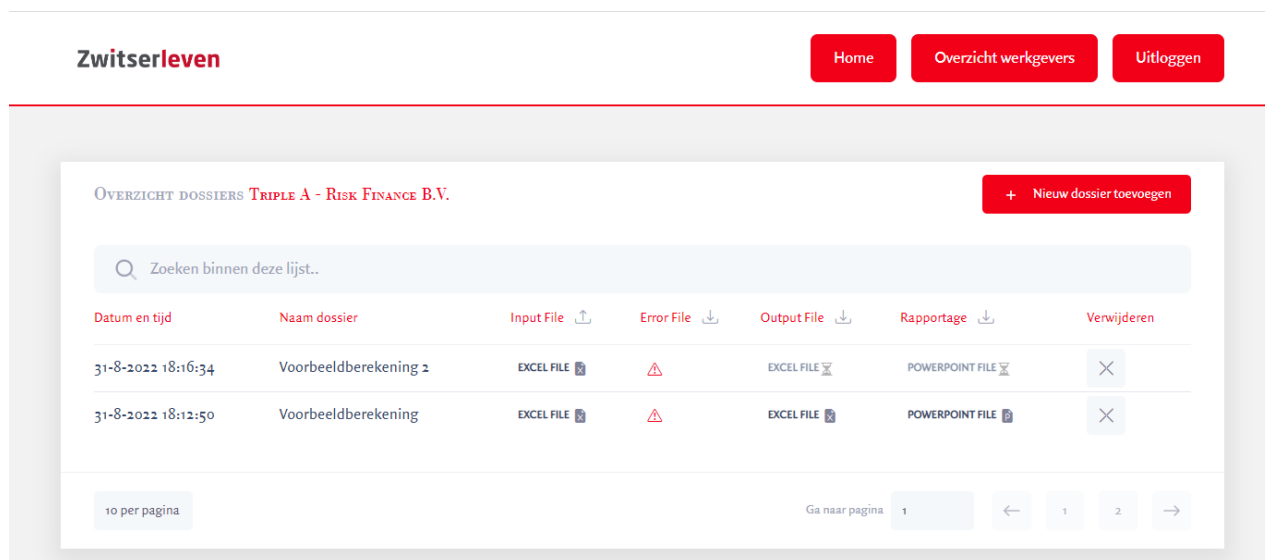 Zwitserleven Home Overzicht werkgevers Uitloggen
Overzicht dossiers Triple A - Risk Finance B.V. + Nieuw dossier toevoegen
Zoeken binnen deze lijst..
Datum en tijd Naam dossier Input File Error File Output File Rapportage Verwijderen
31-8-2022 18:16:34 Voorbeeldberekening 2 EXCEL FILE EXCEL FILE POWERPOINT FILE
31-8-2022 18:12:50 Voorbeeldberekening EXCEL FILE EXCEL FILE POWERPOINT FILE
10 per pagina Ga naar pagina 1 1 2